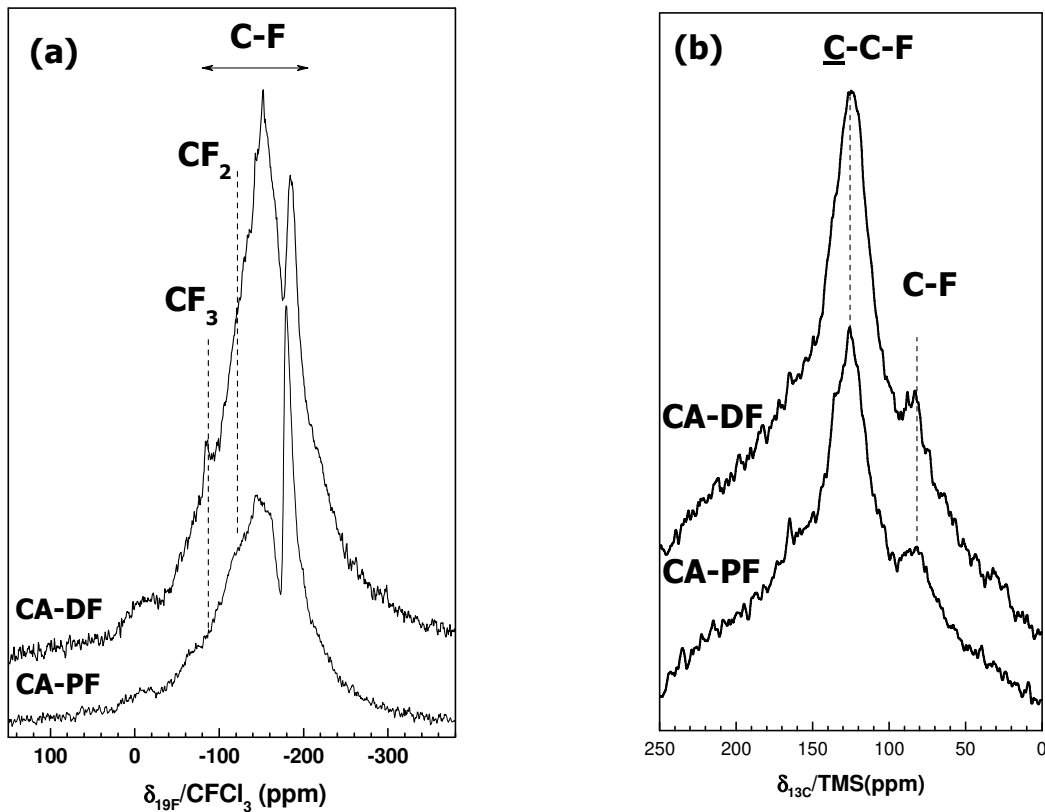 (a)
C-F
CF₂
CF₃
CA-DF
CA-PF
100 0 -100 -200 -300
δ₁₉F/CFCl₃ (ppm)
(b)
C-C-F
C-F
CA-DF
CA-PF
250 200 150 100 50 0
δ₁₃C/TMS(ppm)